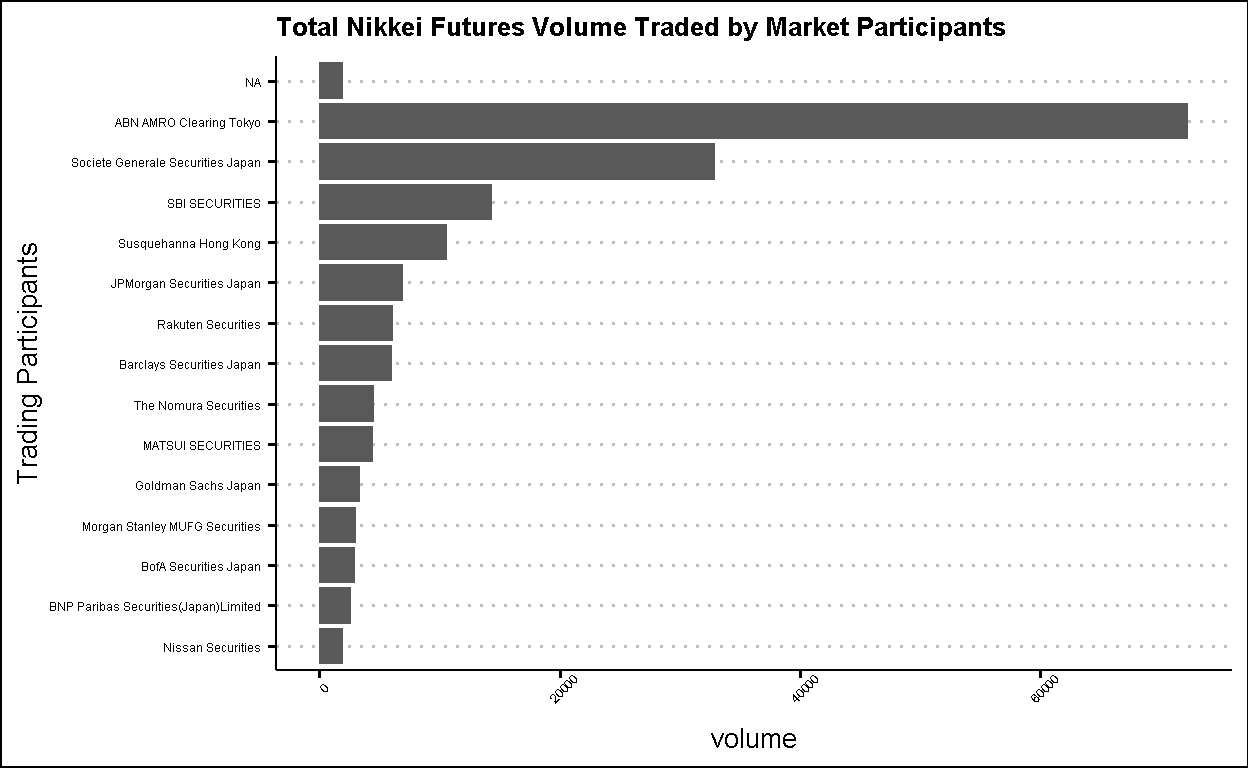 Total Nikkei Futures Volume Traded by Market Participants
Trading Participants
NA
ABN AMRO Clearing Tokyo
Societe Generale Securities Japan
SBI SECURITIES
Susquehanna Hong Kong
JPMorgan Securities Japan
Rakuten Securities
Barclays Securities Japan
The Nomura Securities
MATSUI SECURITIES
Goldman Sachs Japan
Morgan Stanley MUFG Securities
BofA Securities Japan
BNP Paribas Securities(Japan)Limited
Nissan Securities
0 20000 40000 60000
volume